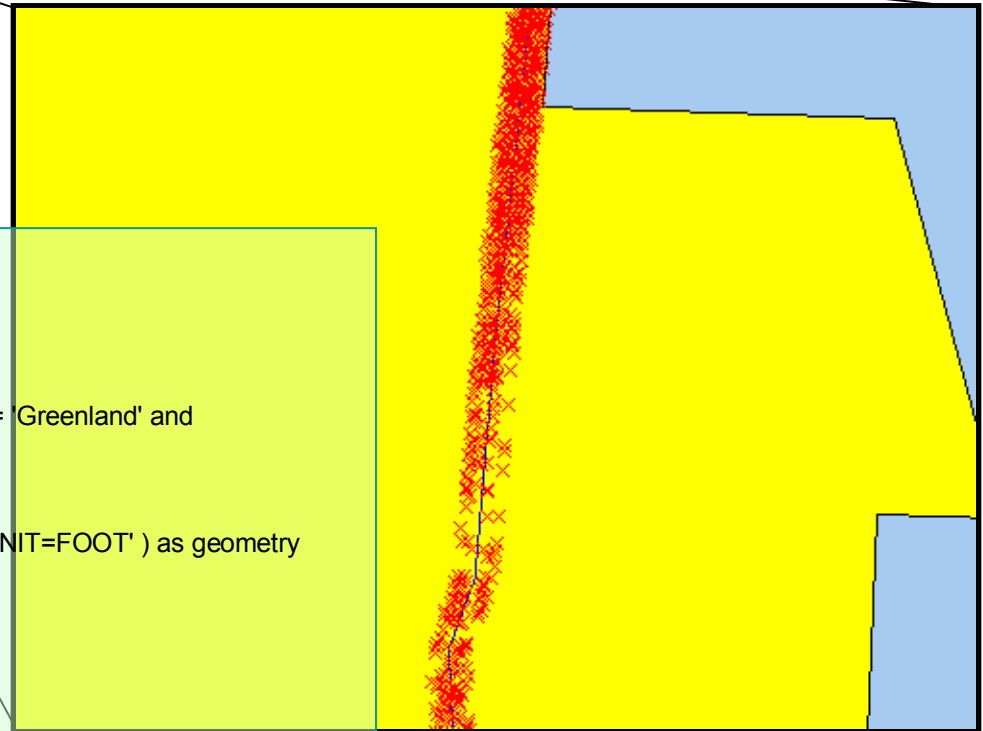 = 'Greenland' and
NIT=FOOT' ) as geometry